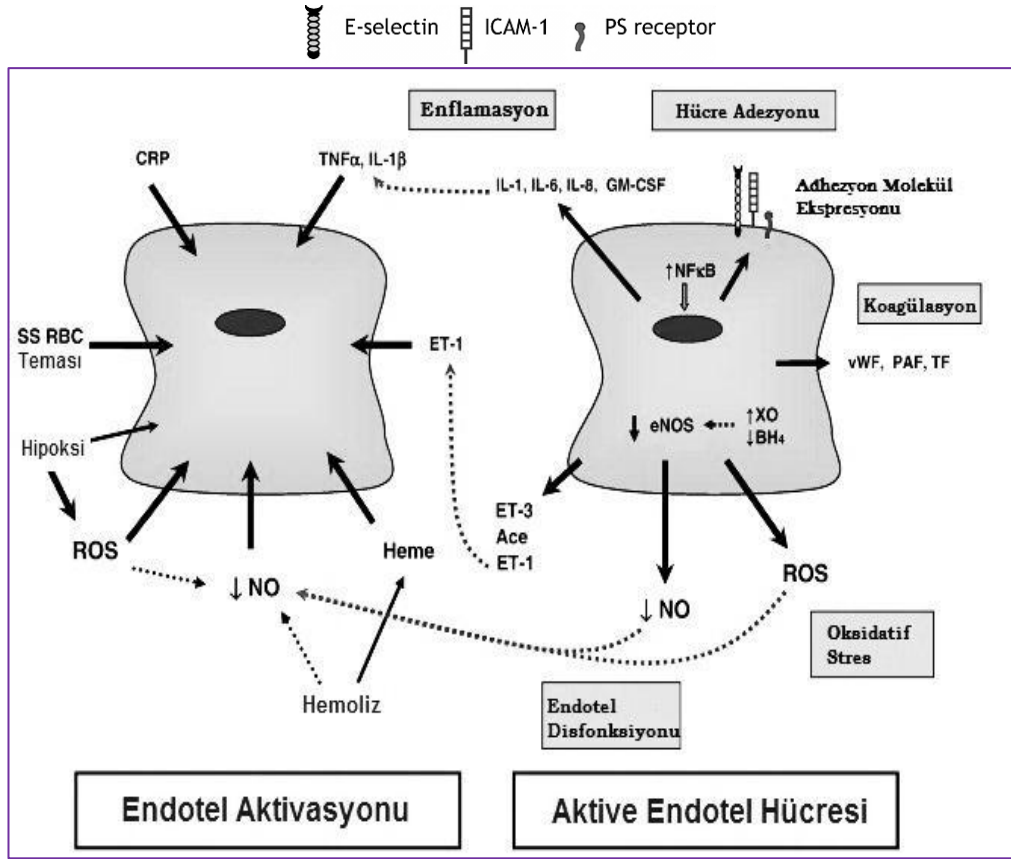 E-selectin ICAM-1 PS receptor
Enflamasyon
Hücre Adezyonu
CRP
TNFα, IL-1β
IL-1, IL-6, IL-8, GM-CSF
Adhezyon Molekül
Ekspresyonu
↑NFκB
Koagülasyon
SS RBC
Teması
ET-1
vWF, PAF, TF
↓ eNOS
↑XO
↓BH₄
Hipoksi
ET-3
Ace
ET-1
ROS
Heme
↓ NO
ROS
↓ NO
Oksidatif
Stres
Hemoliz
Endotel
Disfonksiyonu
Endotel Aktivasyonu
Aktive Endotel Hücresi